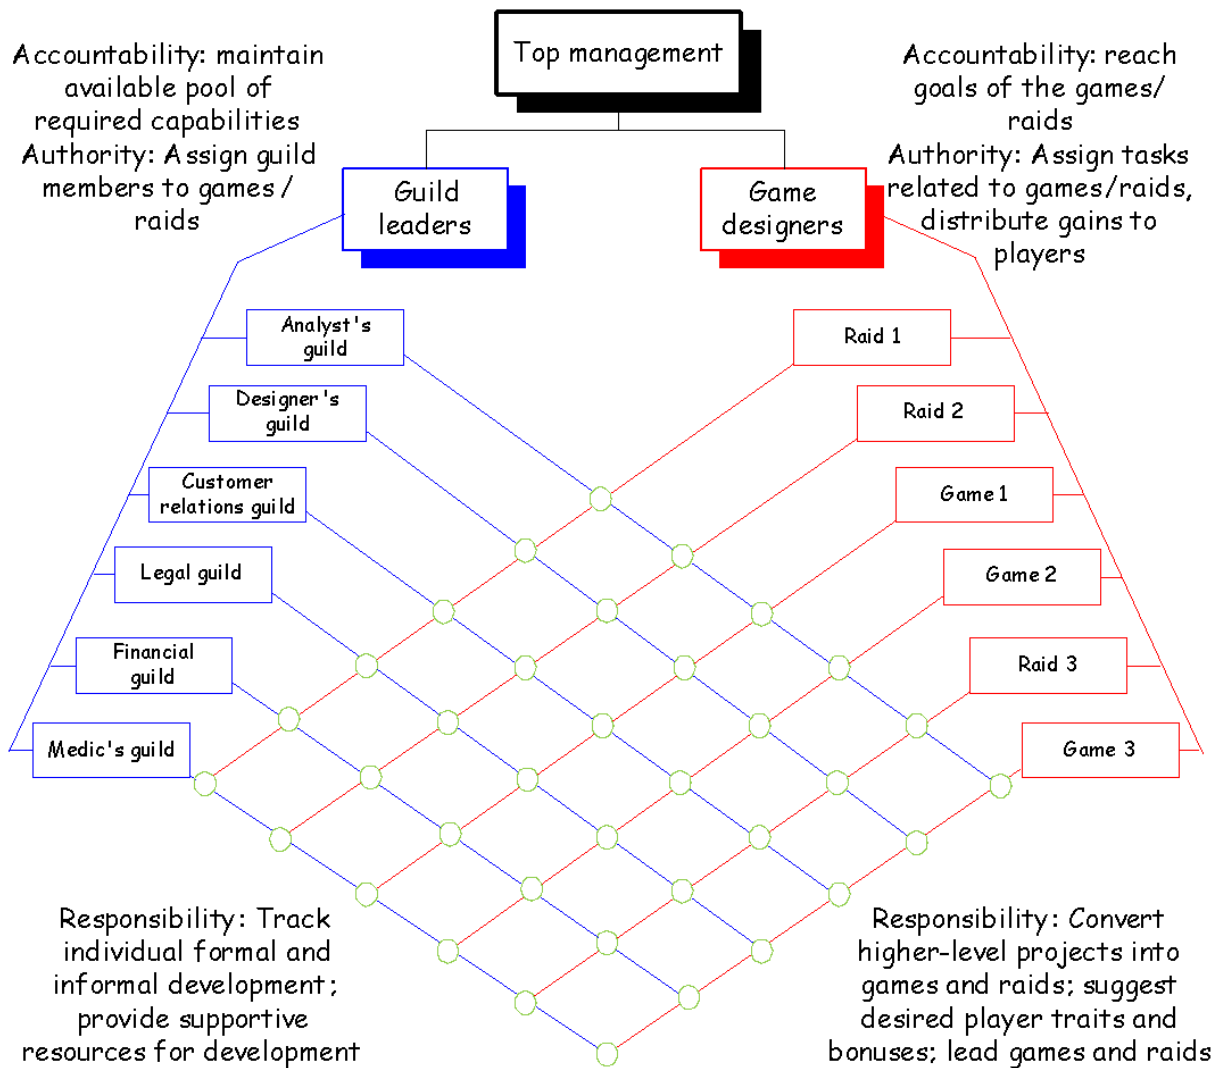 Top management
Accountability: maintain
available pool of
required capabilities
Authority: Assign guild
members to games /
raids
Accountability: reach
goals of the games/
raids
Authority: Assign tasks
related to games/raids,
distribute gains to
players
Guild
leaders
Game
designers
Analyst's
guild
Designer's
guild
Customer
relations guild
Legal guild
Financial
guild
Medic's guild
Raid 1
Raid 2
Game 1
Game 2
Raid 3
Game 3
Responsibility: Track
individual formal and
informal development;
provide supportive
resources for development
Responsibility: Convert
higher-level projects into
games and raids; suggest
desired player traits and
bonuses; lead games and raids